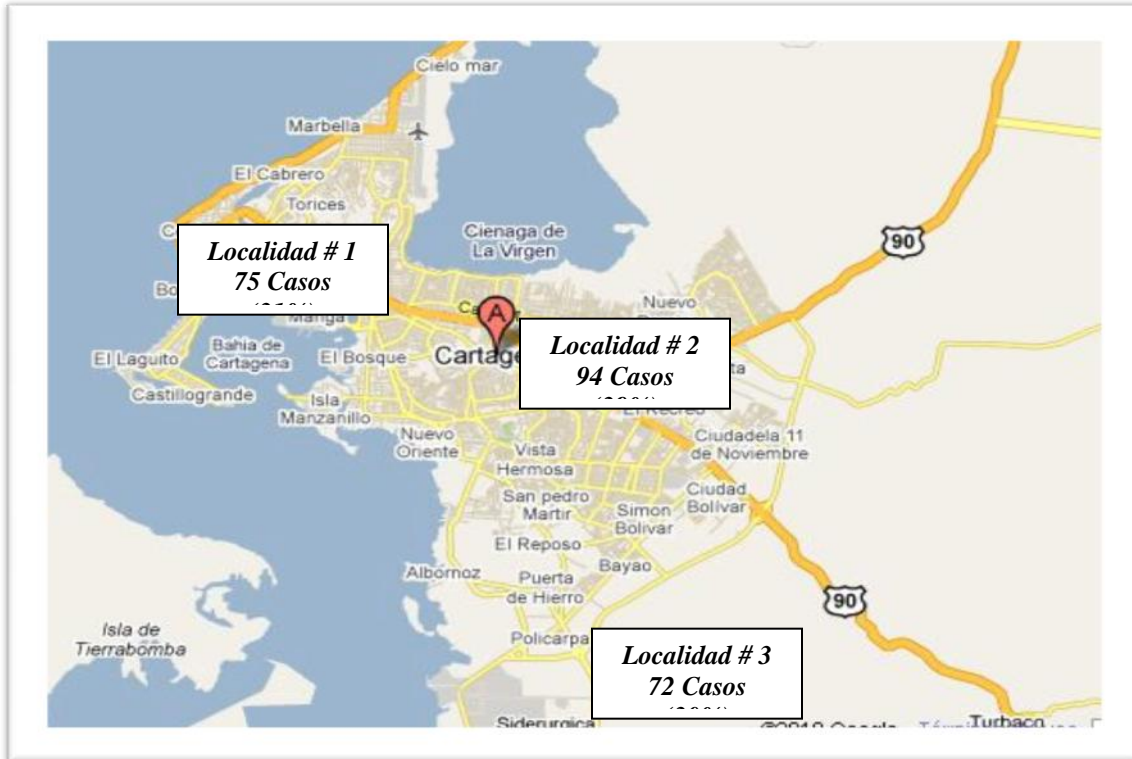 Cielo mar
Marbella
El Cabrero
Torices
Cienaga de
La Virgen
90
Localidad # 1
75 Casos
Nuevo
Manga
A
Bahia de
Cartagena
El Laguito
El Bosque
Localidad # 2
94 Casos
Castillogrande
Isla
Manzanillo
El Recreo
Nuevo
Oriente
Ciudadela 11
de Noviembre
Vista
Hermosa
San pedro
Martir
Simon
Bolivar
Ciudad
Bolívar
El Reposo
Albornoz
Bayao
Puerta
de Hierro
90
Isla de
Tierrabomba
Policarpa
Localidad # 3
72 Casos
Siderurgica
Turbaco